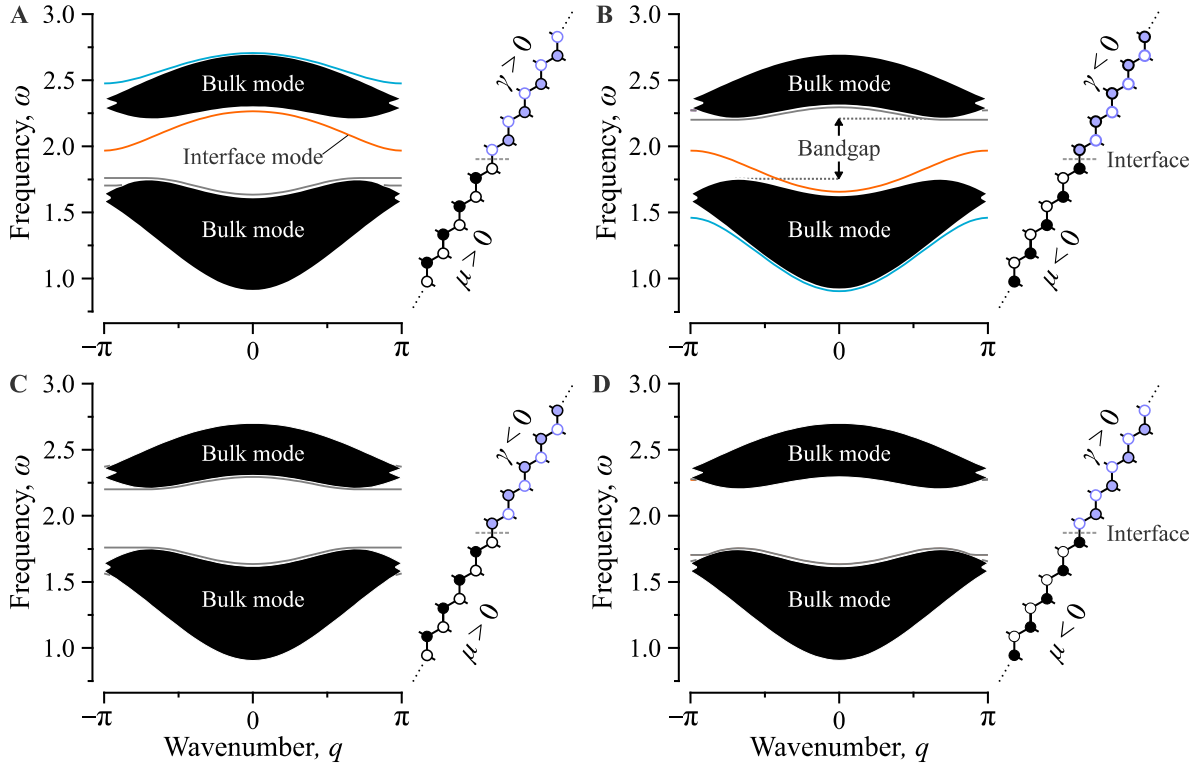 A
3.0
2.5
2.0
1.5
1.0
Frequency, ω
Bulk mode
Interface mode
Bulk mode
−π
0
π
γ > 0
μ > 0
B
3.0
2.5
2.0
1.5
1.0
Frequency, ω
Bulk mode
Bandgap
Bulk mode
−π
0
π
γ < 0
Interface
μ < 0
C
3.0
2.5
2.0
1.5
1.0
Frequency, ω
Bulk mode
Bulk mode
−π
0
π
Wavenumber, q
γ < 0
μ > 0
D
3.0
2.5
2.0
1.5
1.0
Frequency, ω
Bulk mode
Bulk mode
−π
0
π
Wavenumber, q
γ > 0
Interface
μ < 0